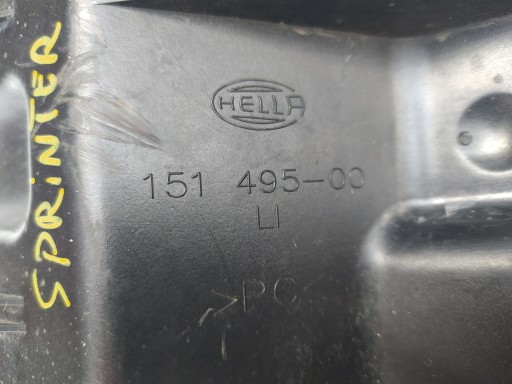 SPRINTER
HELLA
151 495-00
LI
>PC<